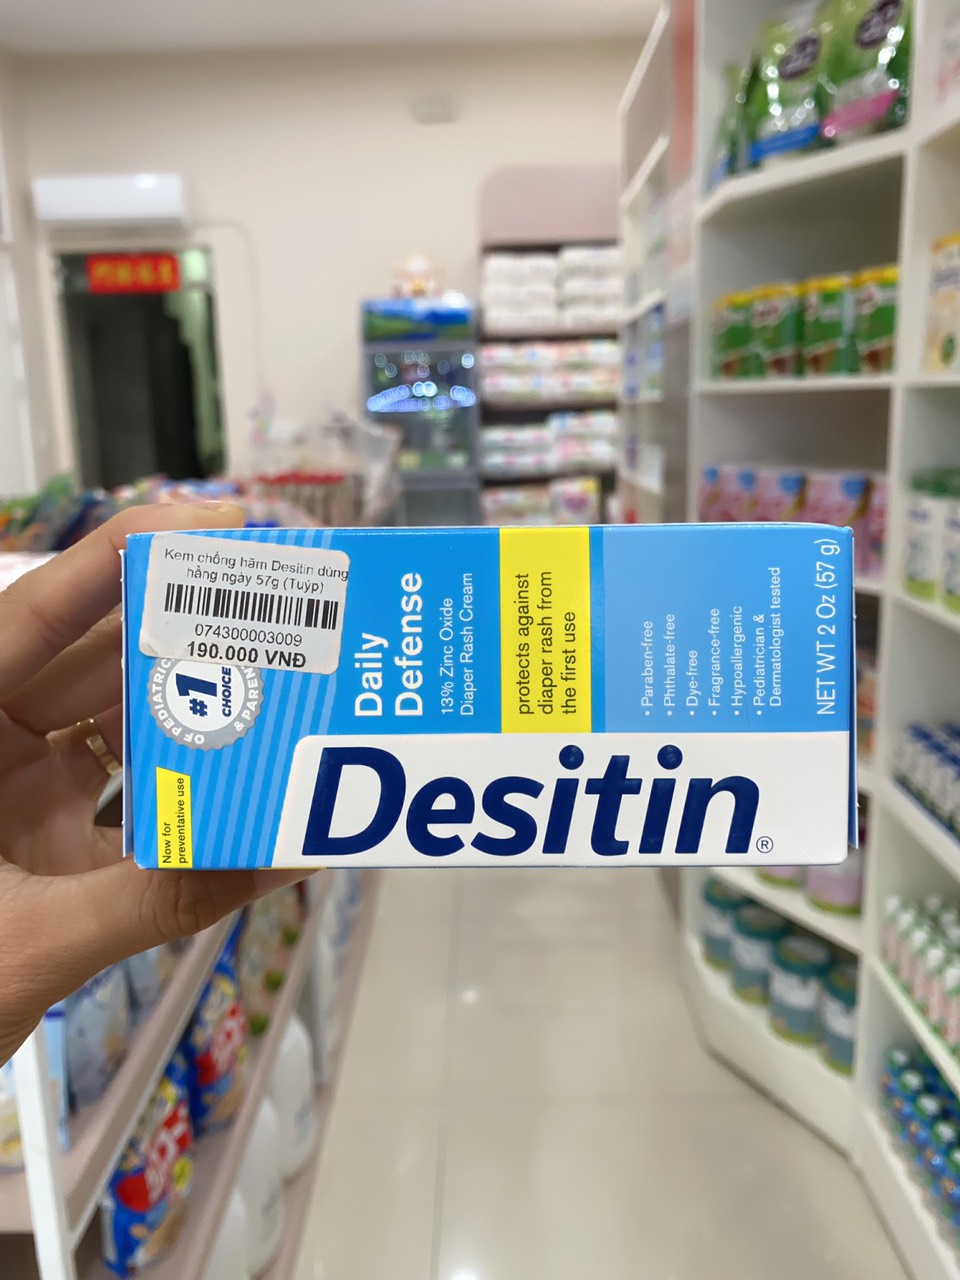 Kem chống hăm Desitin dùng
hằng ngày 57g (Tuýp)
074300003009
190.000 VNĐ
OF PEDIATRIC
#1
CHOICE
& PAREN
Now for
preventative use
Daily
Defense
13% Zinc Oxide
Diaper Rash Cream
protects against
diaper rash from
the first use
• Paraben-free
• Phthalate-free
• Dye-free
• Fragrance-free
• Hypoallergenic
• Pediatrician &
Dermatologist tested
NET WT 2 Oz (57 g)
Desitin®